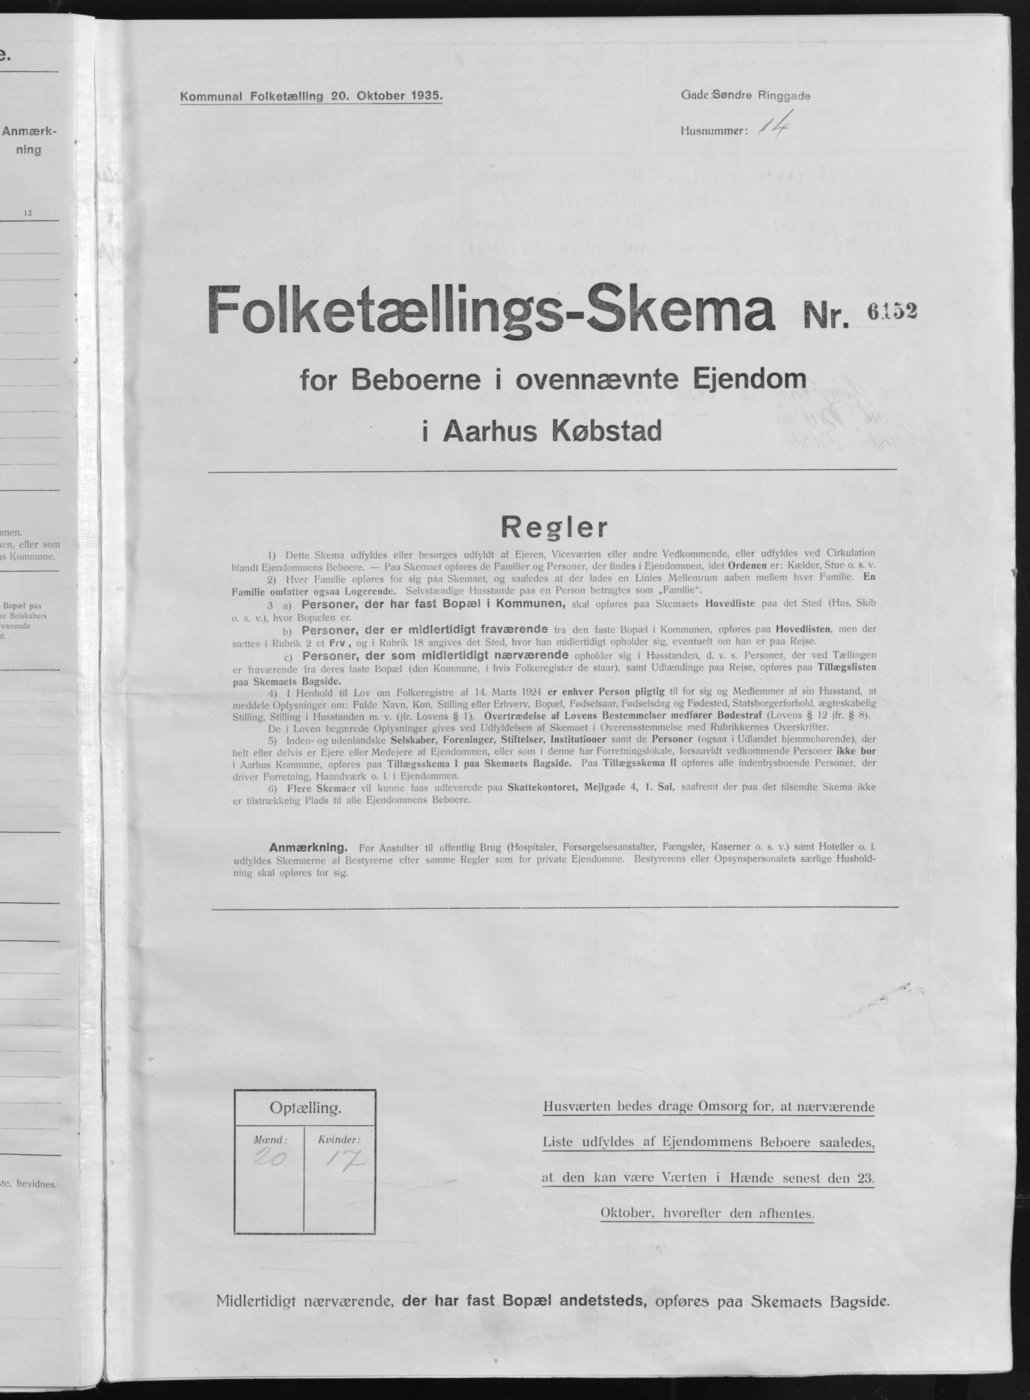 e.
Anmærk-
ning
12
mmen.
en, eller som
s Kommune.
Bopæl paa
ke Selskabers
værende
at.
te, bevidnes.
Kommunal Folketælling 20. Oktober 1935.
Gade: Søndre Ringgade
Husnummer: 14
Folketællings-Skema Nr. 6152
for Beboerne i ovennævnte Ejendom
i Aarhus Købstad
Regler
1) Dette Skema udfyldes eller besørges udfyldt af Ejeren, Viceværten eller andre Vedkommende, eller udfyldes ved Cirkulation
blandt Ejendommens Beboere. — Paa Skemaet opføres de Familier og Personer, der findes i Ejendommen, idet Ordenen er: Kælder, Stue o. s. v.
2) Hver Familie opføres for sig paa Skemaet, og saaledes at der lades en Linies Mellemrum aaben mellem hver Familie. En
Familie omfatter ogsaa Logerende. Selvstændige Husstande paa en Person betragtes som „Familie“.
3 a) Personer, der har fast Bopæl i Kommunen, skal opføres paa Skemaets Hovedliste paa det Sted (Hus, Skib
o. s. v.), hvor Bopælen er.
b) Personer, der er midlertidigt fraværende fra den faste Bopæl i Kommunen, opføres paa Hovedlisten, men der
sættes i Rubrik 2 et Frv, og i Rubrik 18 angives det Sted, hvor han midlertidigt opholder sig, eventuelt om han er paa Rejse.
c) Personer, der som midlertidigt nærværende opholder sig i Husstanden, d. v. s. Personer, der ved Tællingen
er fraværende fra deres faste Bopæl (den Kommune, i hvis Folkeregister de staar), samt Udlændinge paa Rejse, opføres paa Tillægslisten
paa Skemaets Bagside.
4) I Henhold til Lov om Folkeregistre af 14. Marts 1924 er enhver Person pligtig til for sig og Medlemmer af sin Husstand, at
meddele Oplysninger om: Fulde Navn, Køn, Stilling eller Erhverv, Bopæl, Fødselsaar, Fødselsdag og Fødested, Statsborgerforhold, ægteskabelig
Stilling, Stilling i Husstanden m. v. (jfr. Lovens § 1). Overtrædelse af Lovens Bestemmelser medfører Bødestraf (Lovens § 12 jfr. § 8).
De i Loven begærede Oplysninger gives ved Udfyldelsen af Skemaet i Overensstemmelse med Rubrikkernes Overskrifter.
5) Inden- og udenlandske Selskaber, Foreninger, Stiftelser, Institutioner samt de Personer (ogsaa i Udlandet hjemmehørende), der
helt eller delvis er Ejere eller Medejere af Ejendommen, eller som i denne har Forretningslokale, forsaavidt vedkommende Personer ikke bor
i Aarhus Kommune, opføres paa Tillægsskema I paa Skemaets Bagside. Paa Tillægsskema II opføres alle indenbysboende Personer, der
driver Forretning, Haandværk o. l. i Ejendommen.
6) Flere Skemaer vil kunne faas udleverede paa Skattekontoret, Mejlgade 4, 1. Sal, saafremt der paa det tilsendte Skema ikke
er tilstrækkelig Plads til alle Ejendommens Beboere.
Anmærkning. For Anstalter til offentlig Brug (Hospitaler, Forsørgelsesanstalter, Fængsler, Kaserner o. s. v.) samt Hoteller o. l.
udfyldes Skemaerne af Bestyrerne efter samme Regler som for private Ejendomme. Bestyrerens eller Opsynspersonalets særlige Hushold-
ning skal opføres for sig.
Optælling.
Mænd: Kvinder:
20 17
Husværten bedes drage Omsorg for, at nærværende
Liste udfyldes af Ejendommens Beboere saaledes,
at den kan være Værten i Hænde senest den 23.
Oktober, hvorefter den afhentes.
Midlertidigt nærværende, der har fast Bopæl andetsteds, opføres paa Skemaets Bagside.